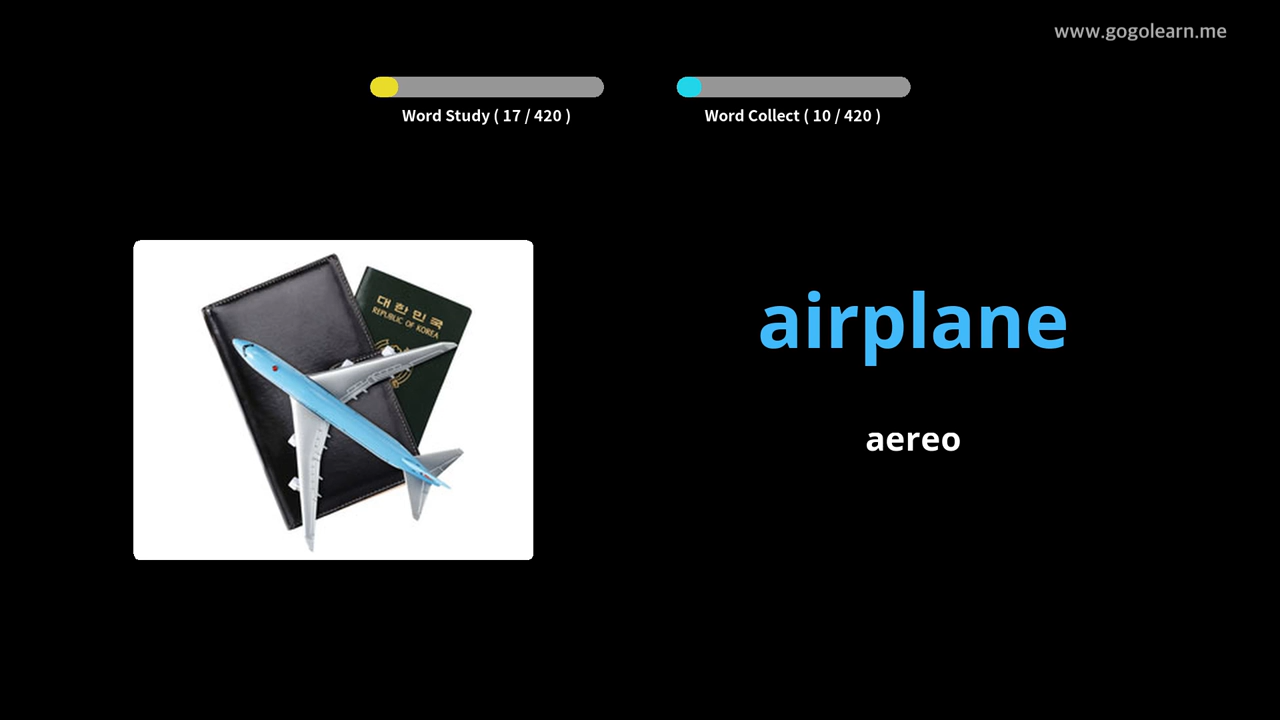 www.gogolearn.me
Word Study ( 17 / 420 )
Word Collect ( 10 / 420 )
대한민국
REPUBLIC OF KOREA
airplane
aereo